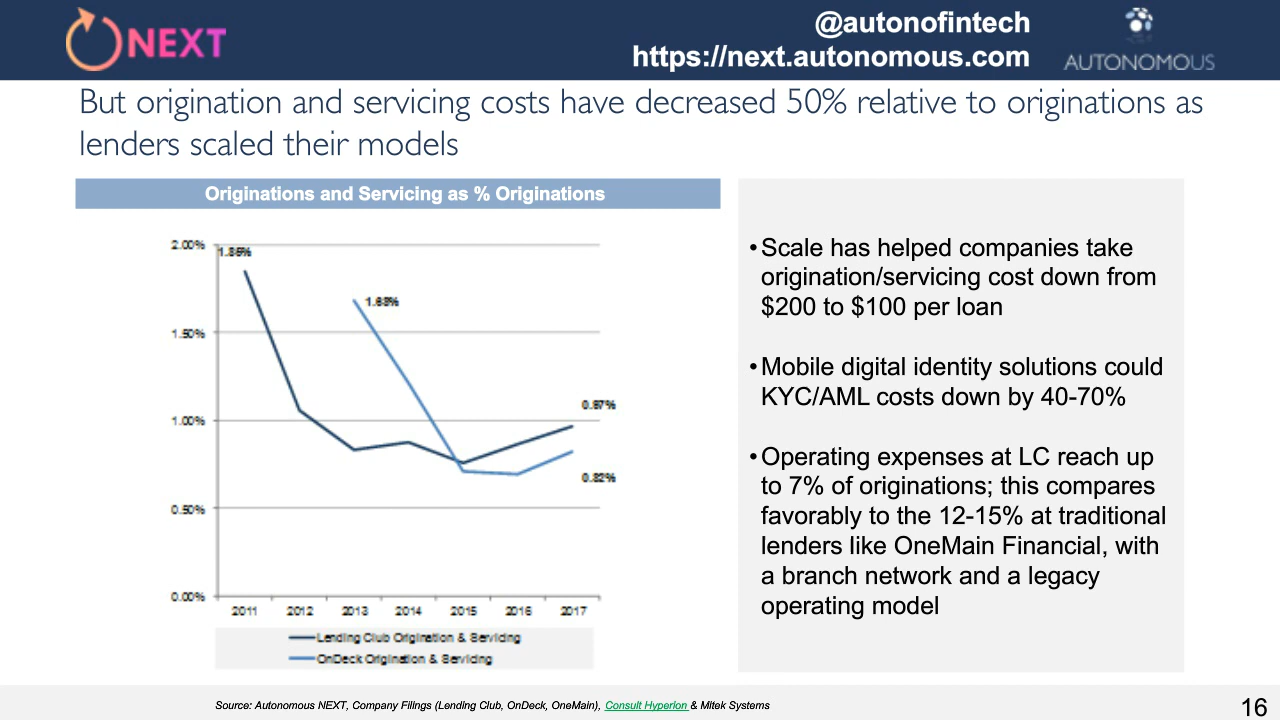 NEXT
@autonofintech
https://next.autonomous.com
AUTONOMOUS
But origination and servicing costs have decreased 50% relative to originations as
lenders scaled their models
Originations and Servicing as % Originations
2.00%
1.50%
1.00%
0.50%
0.00%
1.85%
1.68%
0.97%
0.82%
2011 2012 2013 2014 2015 2016 2017
Lending Club Origination & Servicing
OnDeck Origination & Servicing
•Scale has helped companies take
origination/servicing cost down from
$200 to $100 per loan
•Mobile digital identity solutions could
KYC/AML costs down by 40-70%
•Operating expenses at LC reach up
to 7% of originations; this compares
favorably to the 12-15% at traditional
lenders like OneMain Financial, with
a branch network and a legacy
operating model
Source: Autonomous NEXT, Company Filings (Lending Club, OnDeck, OneMain), Consult Hyperion & Mitek Systems
16